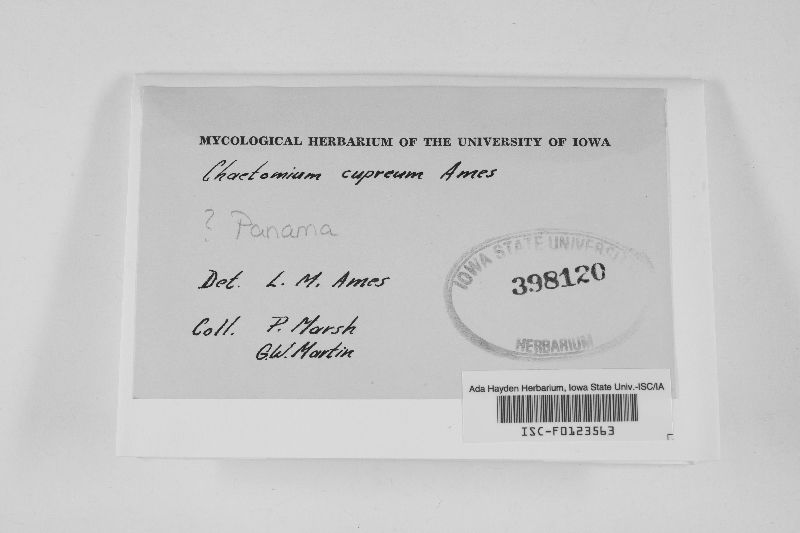 MYCOLOGICAL HERBARIUM OF THE UNIVERSITY OF IOWA
Chaetomium cupreum Ames
? Panama
IOWA STATE UNIVERSITY
398120
HERBARIUM
Det. L. M. Ames
Coll. P. Marsh
G.W. Martin
Ada Hayden Herbarium, Iowa State Univ.-ISC/IA
ISC-F0123563